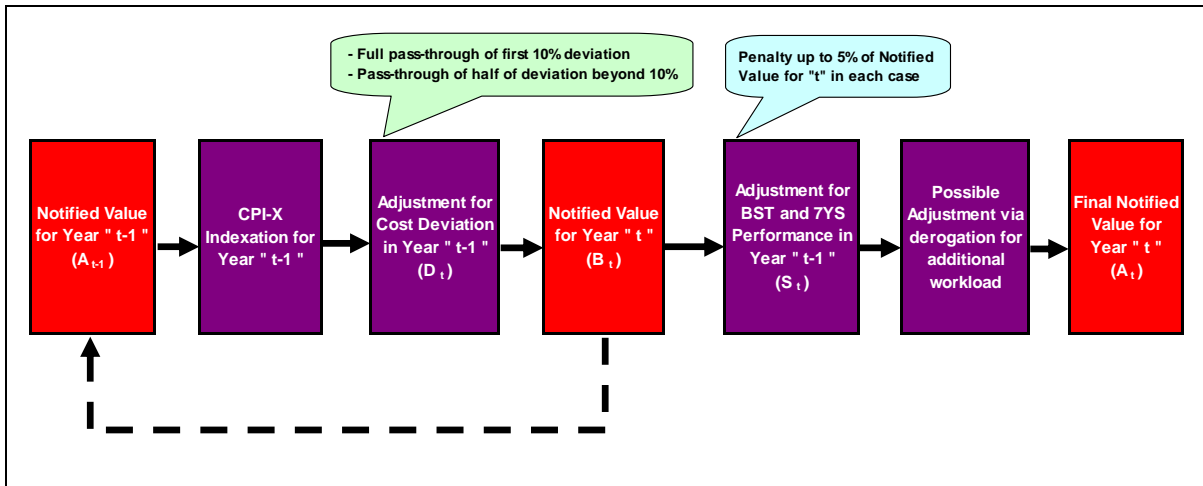 - Full pass-through of first 10% deviation
- Pass-through of half of deviation beyond 10%
Penalty up to 5% of Notified
Value for "t" in each case
Notified Value
for Year " t-1 "
(A t-1 )
CPI-X
Indexation for
Year " t-1 "
Adjustment for
Cost Deviation
in Year " t-1 "
(D t )
Notified Value
for Year " t "
(B t )
Adjustment for
BST and 7YS
Performance in
Year " t-1 "
(S t )
Possible
Adjustment via
derogation for
additional
workload
Final Notified
Value for
Year " t "
(A t )